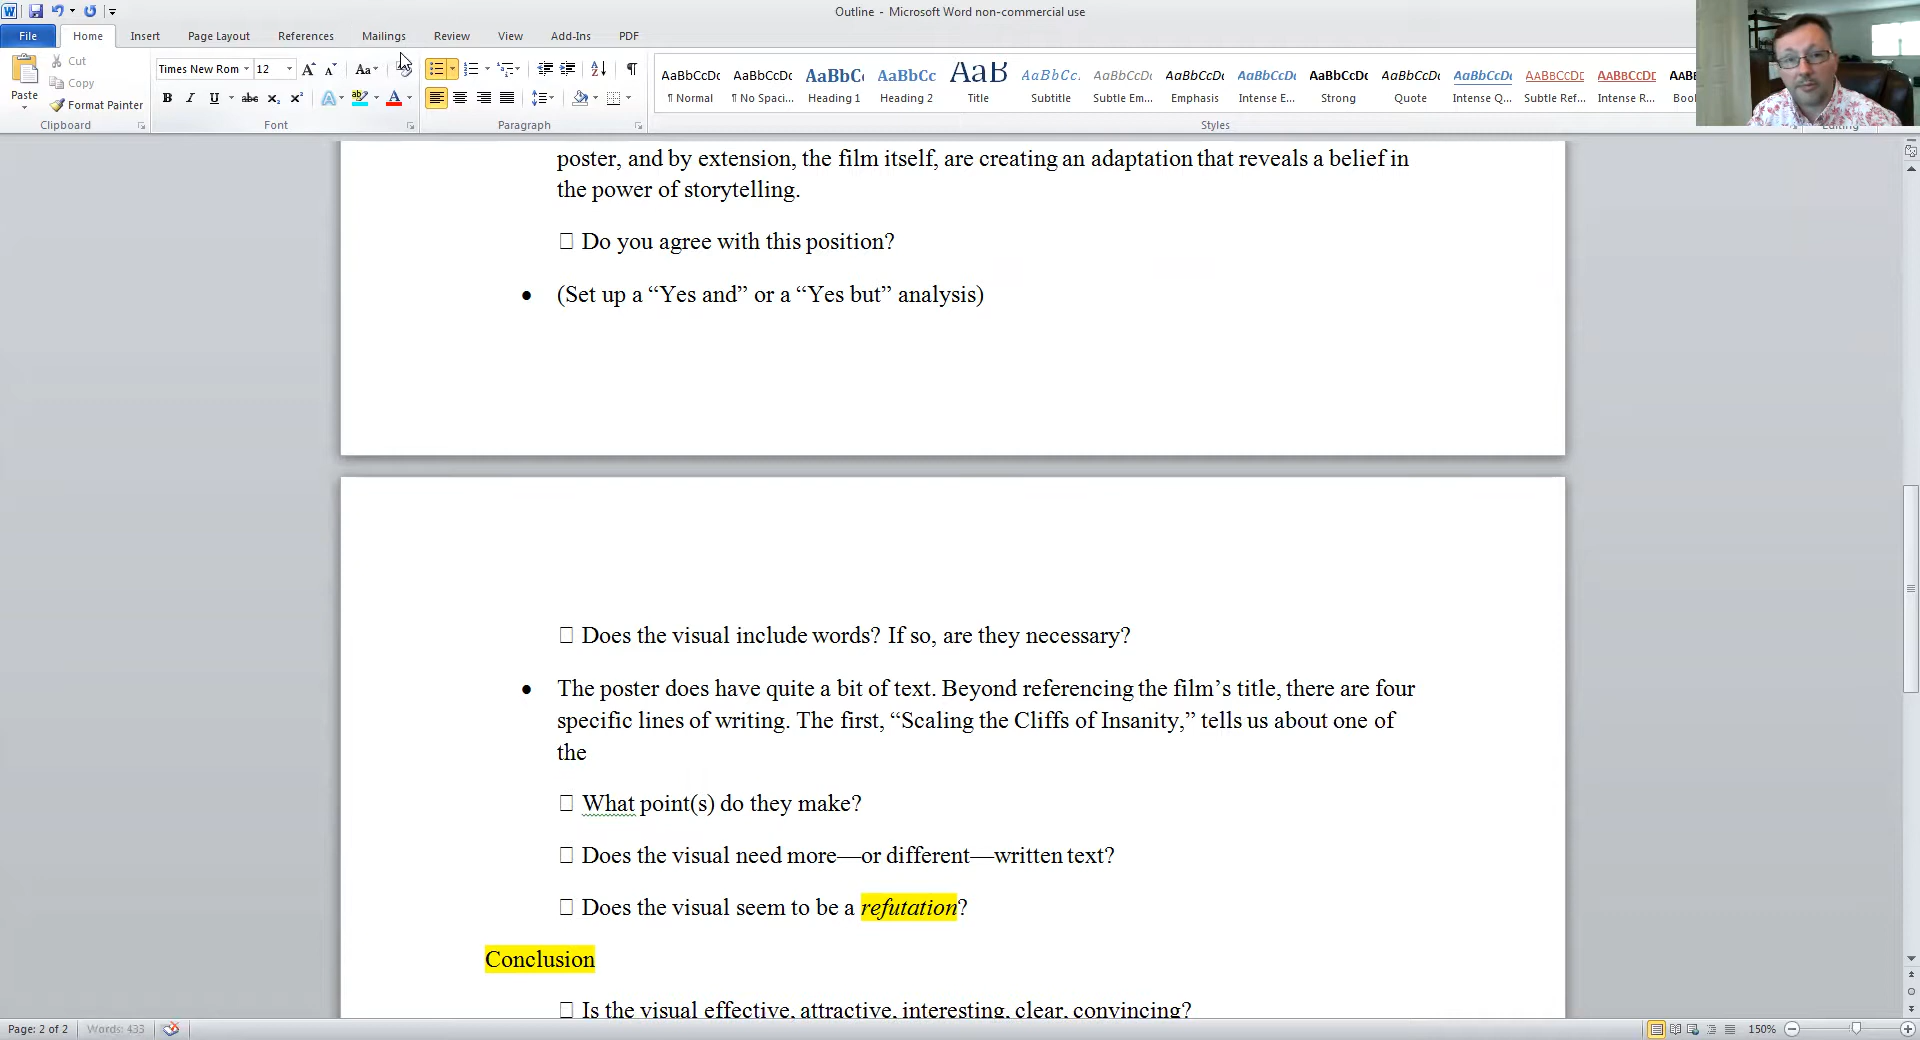 Outline - Microsoft Word non-commercial use
File Home Insert Page Layout References Mailings Review View Add-Ins PDF
Paste
Cut
Copy
Format Painter
Clipboard
Times New Rom 12
Font
Paragraph
AaBbCcDc AaBbCcDc AaBbC AaBbCc AaB AaBbCc. AaBbCcDc AaBbCcDc AaBbCcDc AaBbCcDc AaBbCcDc AaBbCcDc AABBCCDC AABBCCDC
¶ Normal ¶ No Spaci... Heading 1 Heading 2 Title Subtitle Subtle Em... Emphasis Intense E... Strong Quote Intense Q... Subtle Ref... Intense R...
Styles
poster, and by extension, the film itself, are creating an adaptation that reveals a belief in
the power of storytelling.
□ Do you agree with this position?
• (Set up a “Yes and” or a “Yes but” analysis)
□ Does the visual include words? If so, are they necessary?
• The poster does have quite a bit of text. Beyond referencing the film’s title, there are four
specific lines of writing. The first, “Scaling the Cliffs of Insanity,” tells us about one of
the
□ What point(s) do they make?
□ Does the visual need more—or different—written text?
□ Does the visual seem to be a refutation?
Conclusion
□ Is the visual effective, attractive, interesting, clear, convincing?
Page: 2 of 2 Words: 433
150%